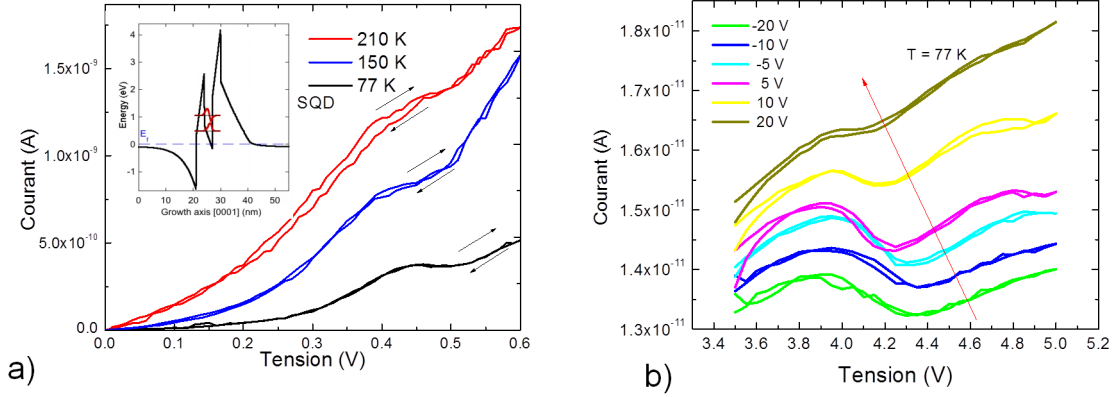 Courant (A)
1.5x10⁻⁹
1.0x10⁻⁹
5.0x10⁻¹⁰
0.0
0.0 0.1 0.2 0.3 0.4 0.5 0.6
Tension (V)
a)
210 K
150 K
77 K
SQD
Energy (eV)
4
3
2
1
0
-1
E_f
0 10 20 30 40 50
Growth axis [0001] (nm)
Courant (A)
1.8x10⁻¹¹
1.7x10⁻¹¹
1.6x10⁻¹¹
1.5x10⁻¹¹
1.4x10⁻¹¹
1.3x10⁻¹¹
3.4 3.6 3.8 4.0 4.2 4.4 4.6 4.8 5.0 5.2
Tension (V)
b)
-20 V
-10 V
-5 V
5 V
10 V
20 V
T = 77 K